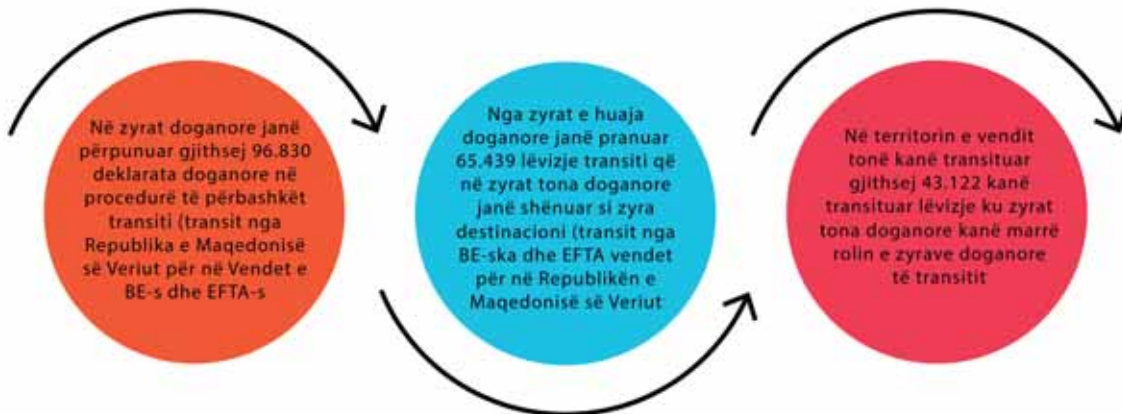 Në zyrat doganore janë
përpunuar gjithsej 96.830
deklarata doganore në
procedurë të përbashkët
transiti (transit nga
Republika e Maqedonisë
së Veriut për në Vendet e
BE-s dhe EFTA-s
Nga zyrat e huaja
doganore janë pranuar
65.439 lëvizje transiti që
në zyrat tona doganore
janë shënuar si zyra
destinacioni (transit nga
BE-ska dhe EFTA vendet
për në Republikën e
Maqedonisë së Veriut
Në territorin e vendit
tonë kanë transituar
gjithsej 43.122 kanë
transituar lëvizje ku zyrat
tona doganore kanë marrë
rolin e zyrave doganore
të transitit